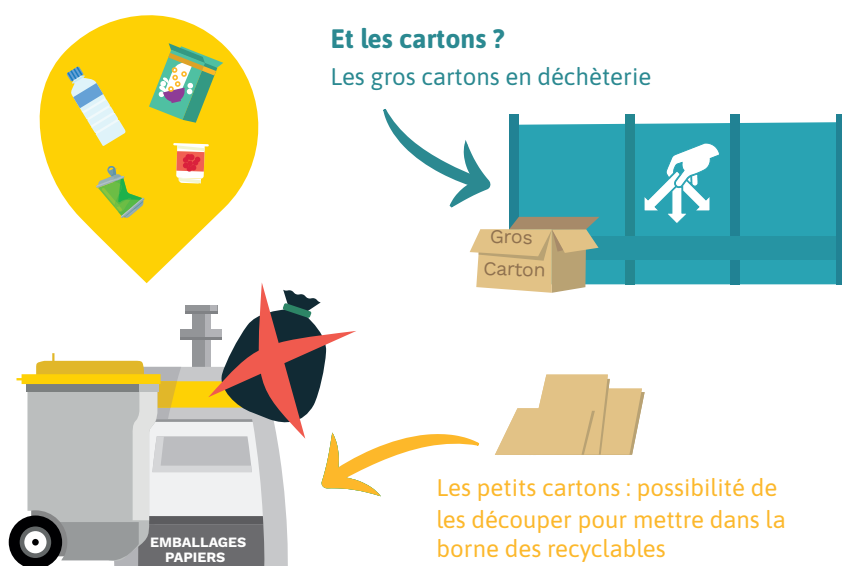 Et les cartons ?
Les gros cartons en déchèterie
Gros
Carton
EMBALLAGES
PAPIERS
Les petits cartons : possibilité de
les découper pour mettre dans la
borne des recyclables